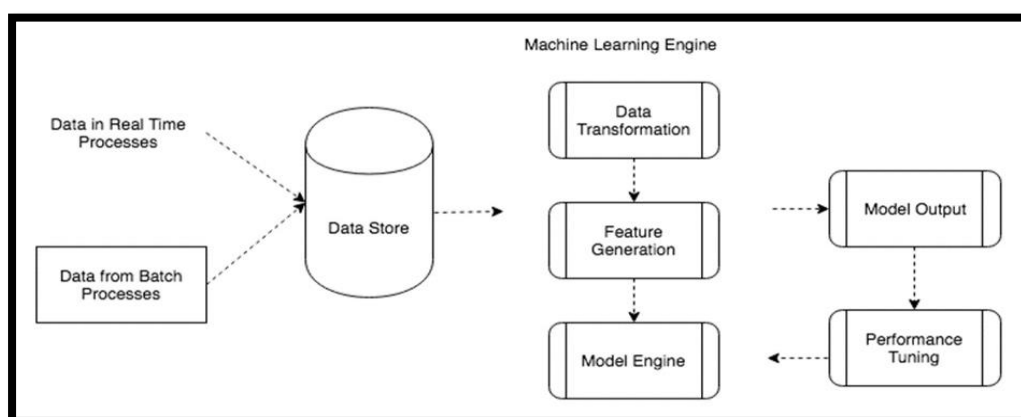 Machine Learning Engine
Data in Real Time
Processes
Data from Batch
Processes
Data Store
Data
Transformation
Feature
Generation
Model Engine
Model Output
Performance
Tuning